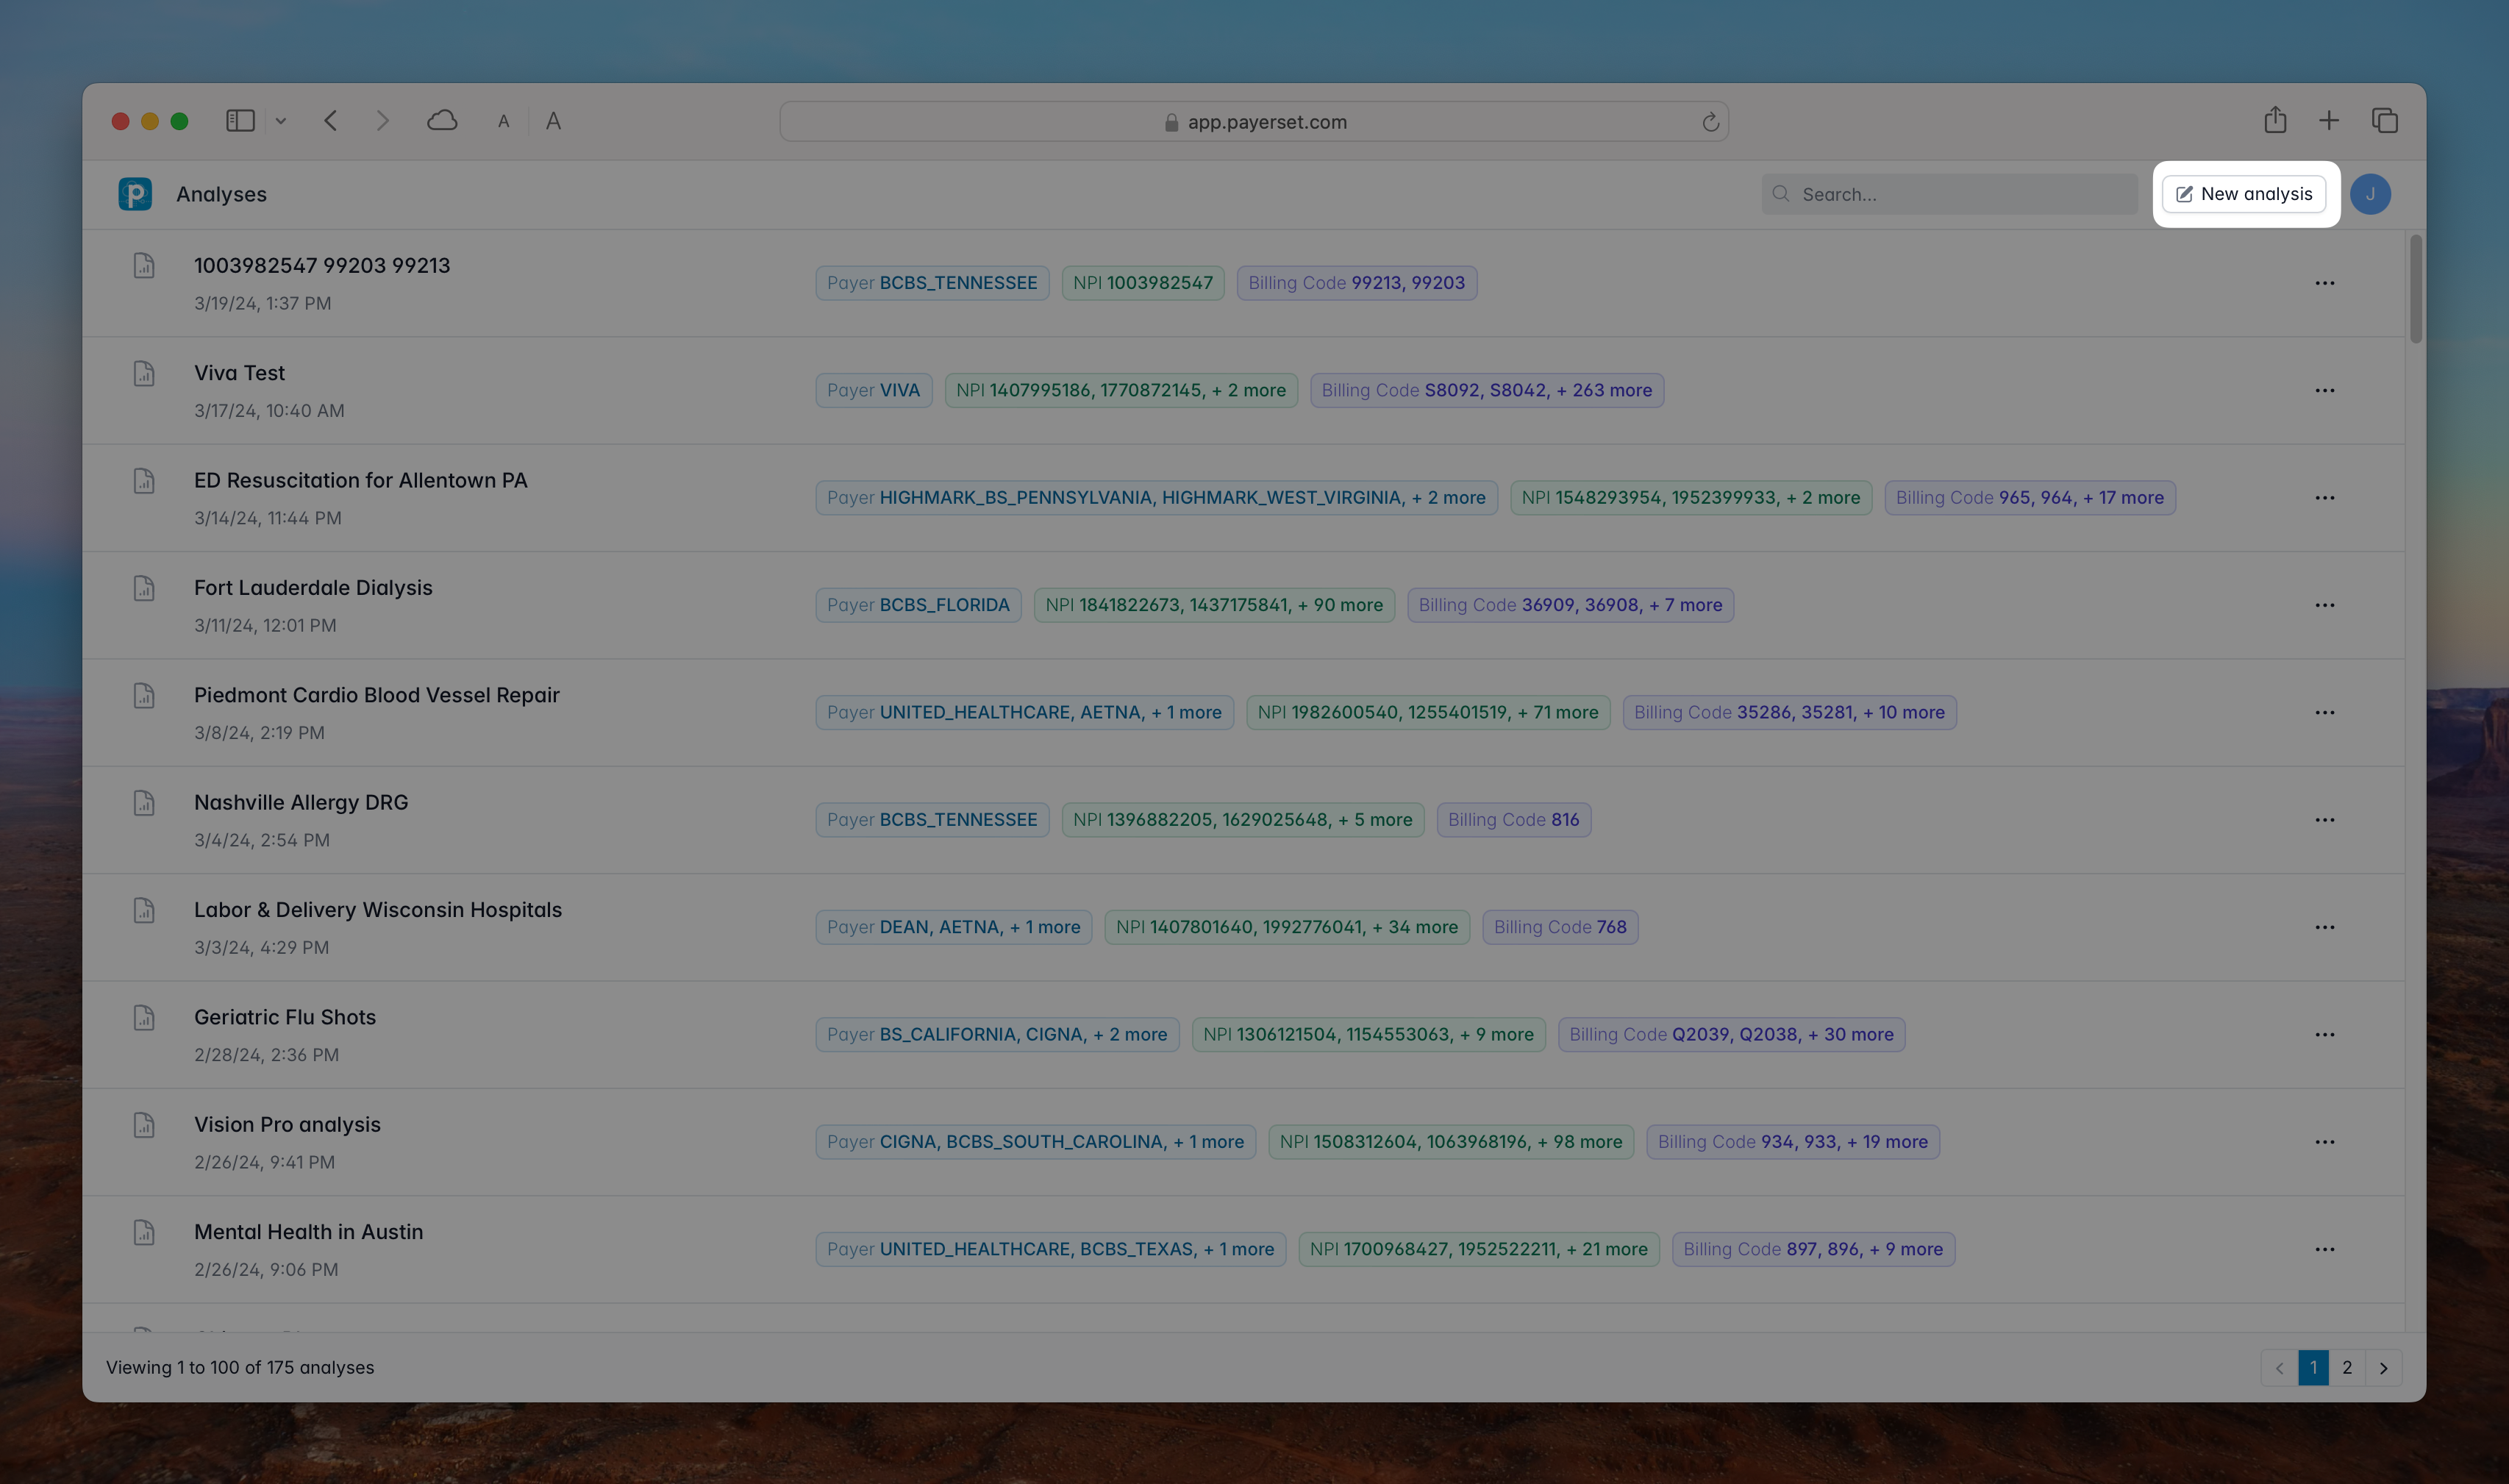 A A
app.payerset.com
p Analyses
Search...
New analysis
J
1003982547 99203 99213
3/19/24, 1:37 PM
Payer BCBS_TENNESSEE NPI 1003982547 Billing Code 99213, 99203
Viva Test
3/17/24, 10:40 AM
Payer VIVA NPI 1407995186, 1770872145, + 2 more Billing Code S8092, S8042, + 263 more
ED Resuscitation for Allentown PA
3/14/24, 11:44 PM
Payer HIGHMARK_BS_PENNSYLVANIA, HIGHMARK_WEST_VIRGINIA, + 2 more NPI 1548293954, 1952399933, + 2 more Billing Code 965, 964, + 17 more
Fort Lauderdale Dialysis
3/11/24, 12:01 PM
Payer BCBS_FLORIDA NPI 1841822673, 1437175841, + 90 more Billing Code 36909, 36908, + 7 more
Piedmont Cardio Blood Vessel Repair
3/8/24, 2:19 PM
Payer UNITED_HEALTHCARE, AETNA, + 1 more NPI 1982600540, 1255401519, + 71 more Billing Code 35286, 35281, + 10 more
Nashville Allergy DRG
3/4/24, 2:54 PM
Payer BCBS_TENNESSEE NPI 1396882205, 1629025648, + 5 more Billing Code 816
Labor & Delivery Wisconsin Hospitals
3/3/24, 4:29 PM
Payer DEAN, AETNA, + 1 more NPI 1407801640, 1992776041, + 34 more Billing Code 768
Geriatric Flu Shots
2/28/24, 2:36 PM
Payer BS_CALIFORNIA, CIGNA, + 2 more NPI 1306121504, 1154553063, + 9 more Billing Code Q2039, Q2038, + 30 more
Vision Pro analysis
2/26/24, 9:41 PM
Payer CIGNA, BCBS_SOUTH_CAROLINA, + 1 more NPI 1508312604, 1063968196, + 98 more Billing Code 934, 933, + 19 more
Mental Health in Austin
2/26/24, 9:06 PM
Payer UNITED_HEALTHCARE, BCBS_TEXAS, + 1 more NPI 1700968427, 1952522211, + 21 more Billing Code 897, 896, + 9 more
Viewing 1 to 100 of 175 analyses
1 2